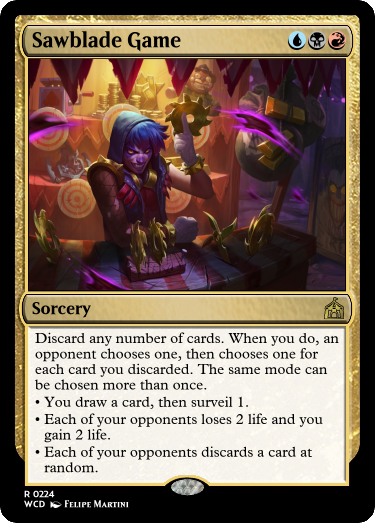 Sawblade Game
Sorcery
Discard any number of cards. When you do, an
opponent chooses one, then chooses one for
each card you discarded. The same mode can
be chosen more than once.
• You draw a card, then surveil 1.
• Each of your opponents loses 2 life and you
gain 2 life.
• Each of your opponents discards a card at
random.
R 0224
WCD Felipe Martini